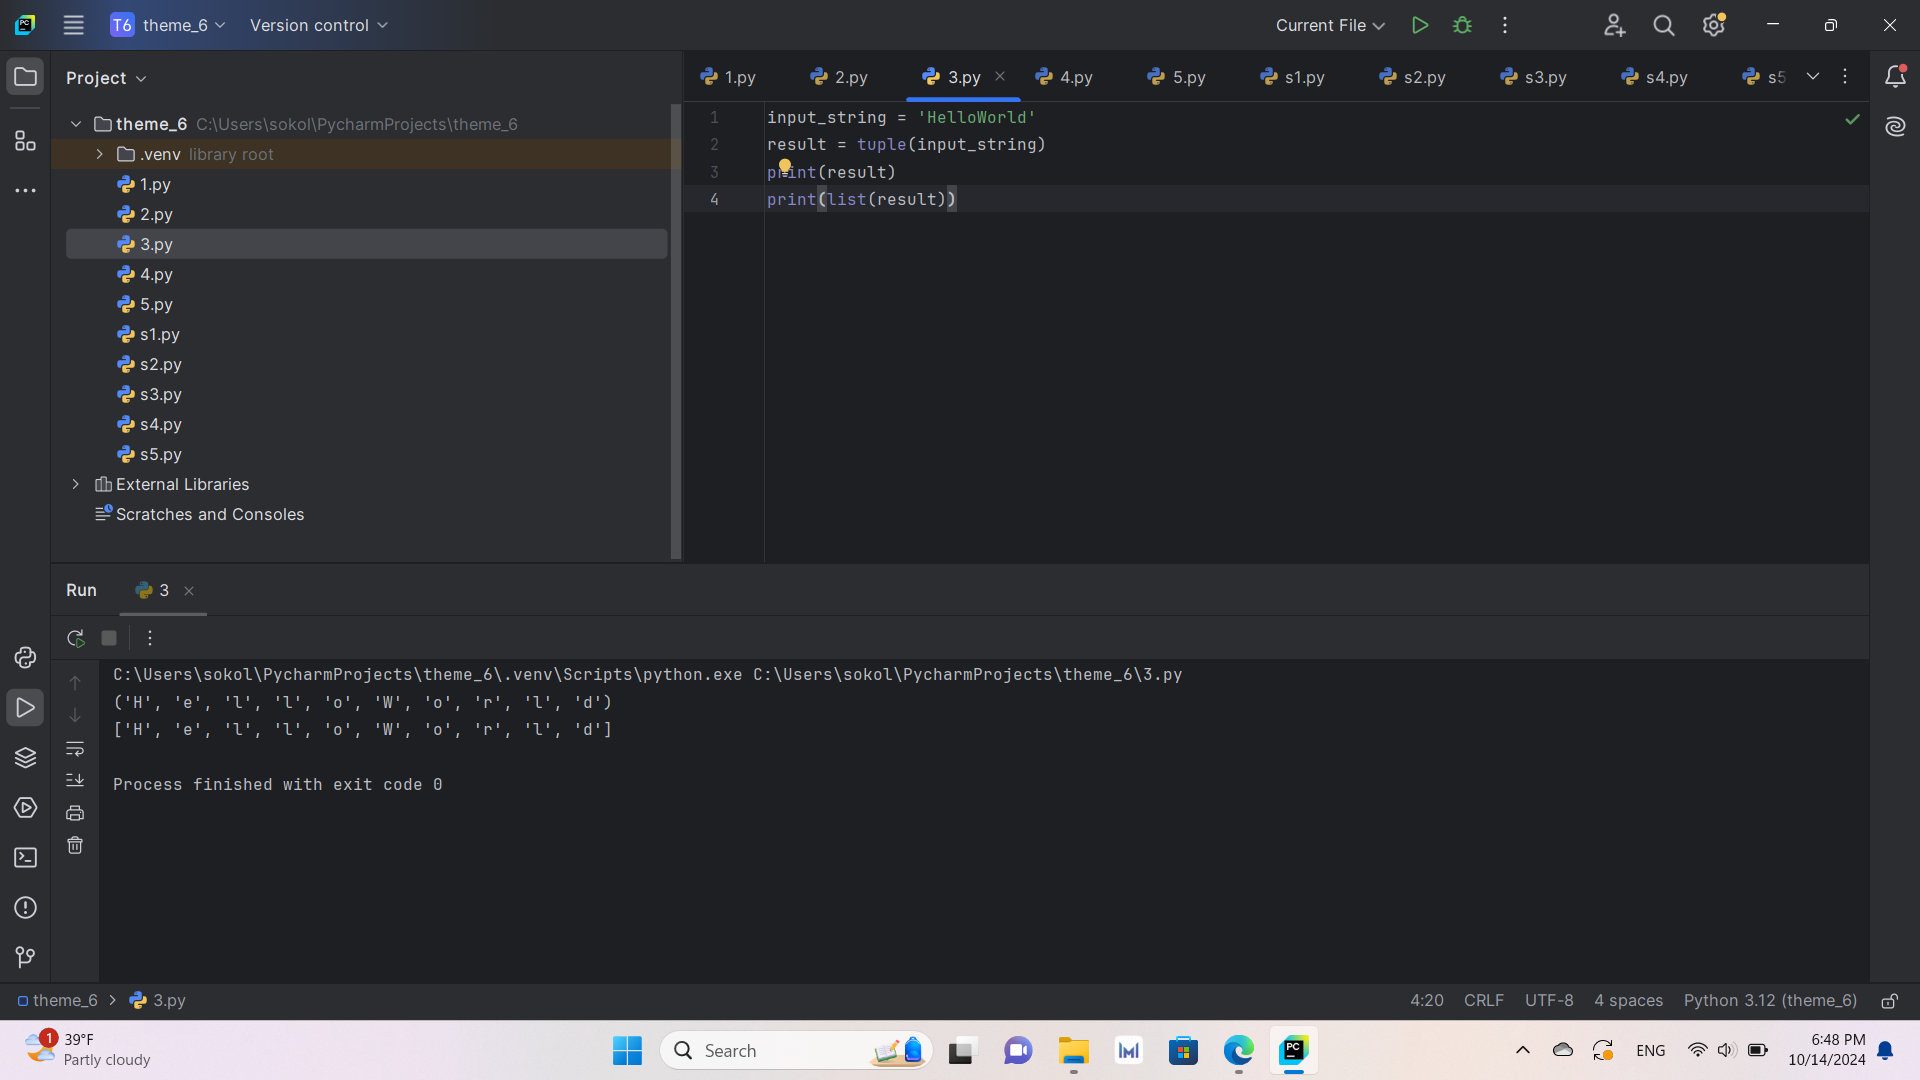 PC
T6 theme_6 Version control Current File
Project
1.py 2.py 3.py 4.py 5.py s1.py s2.py s3.py s4.py s5
theme_6 C:\Users\sokol\PycharmProjects\theme_6
.venv library root
1.py
2.py
3.py
4.py
5.py
s1.py
s2.py
s3.py
s4.py
s5.py
External Libraries
Scratches and Consoles
1 input_string = 'HelloWorld'
2 result = tuple(input_string)
3 print(result)
4 print(list(result))
Run 3
C:\Users\sokol\PycharmProjects\theme_6\.venv\Scripts\python.exe C:\Users\sokol\PycharmProjects\theme_6\3.py
('H', 'e', 'l', 'l', 'o', 'W', 'o', 'r', 'l', 'd')
['H', 'e', 'l', 'l', 'o', 'W', 'o', 'r', 'l', 'd']
Process finished with exit code 0
theme_6 3.py 4:20 CRLF UTF-8 4 spaces Python 3.12 (theme_6)
1 39°F
Partly cloudy
Search
PC
ENG
6:48 PM
10/14/2024